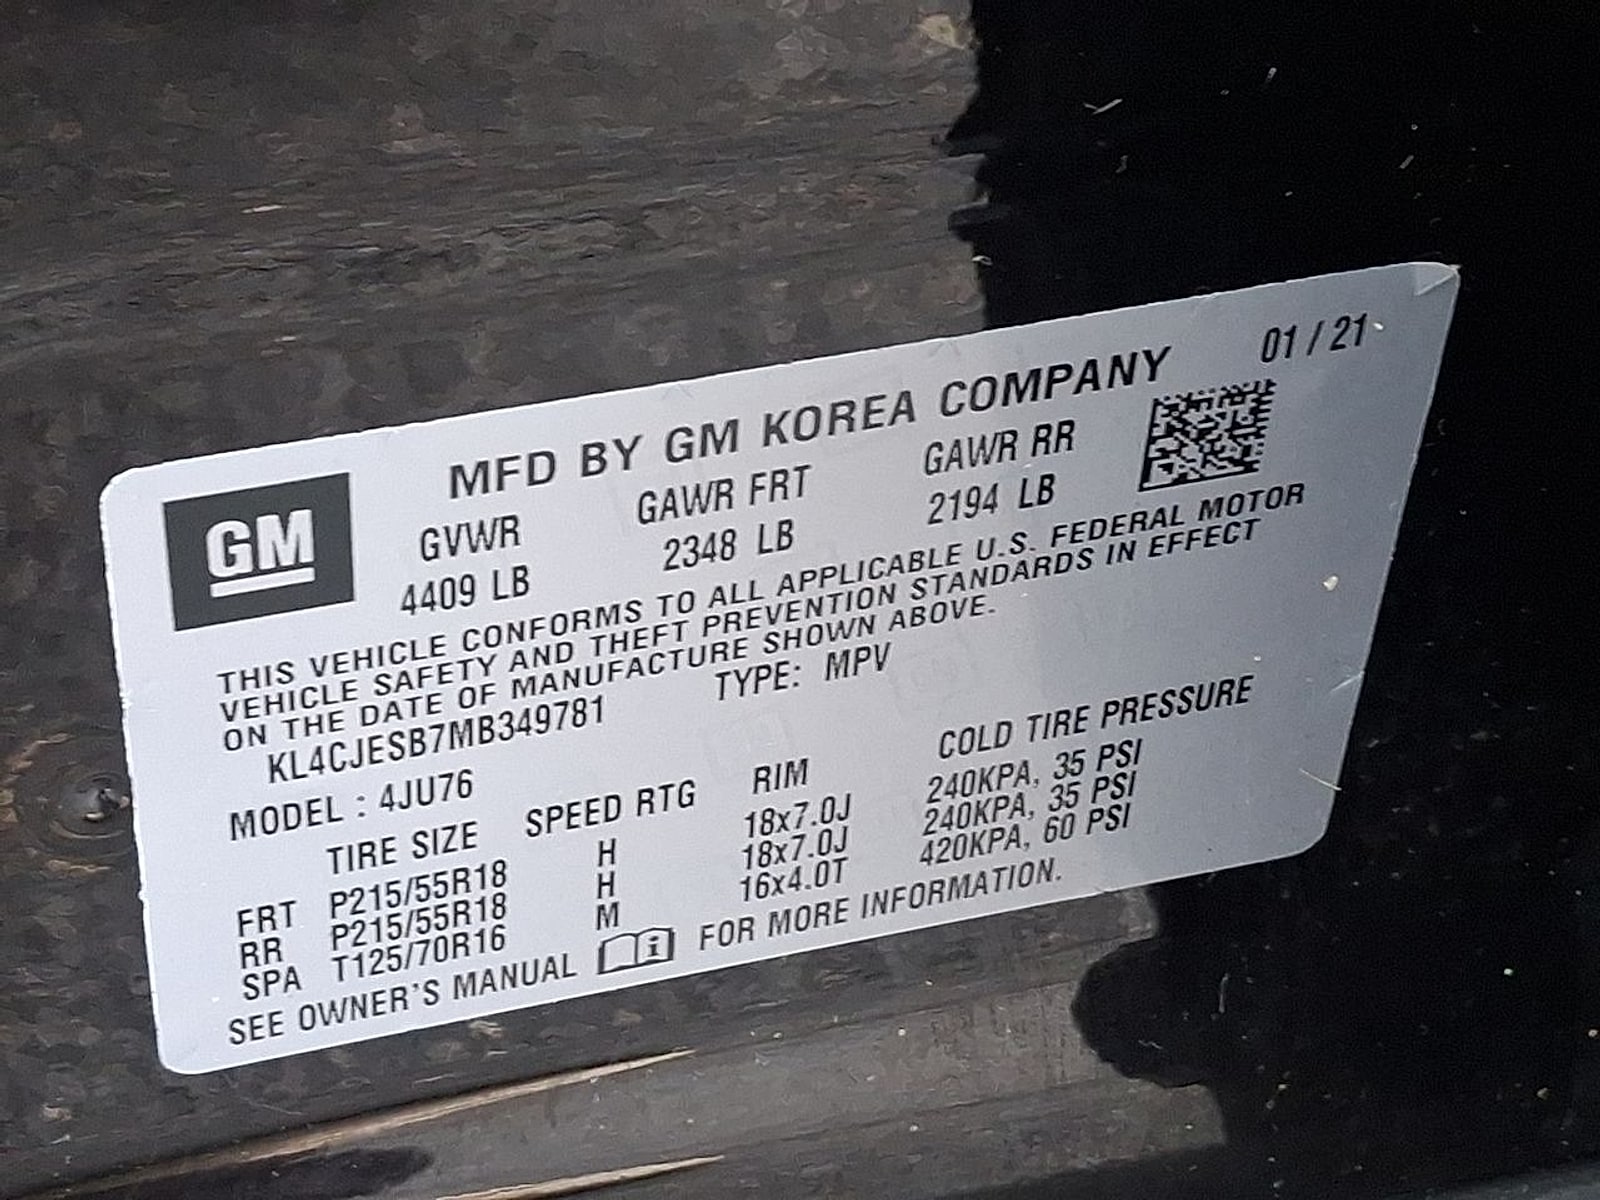 MFD BY GM KOREA COMPANY 01 / 21
GM
GVWR GAWR FRT GAWR RR
4409 LB 2348 LB 2194 LB
THIS VEHICLE CONFORMS TO ALL APPLICABLE U.S. FEDERAL MOTOR
VEHICLE SAFETY AND THEFT PREVENTION STANDARDS IN EFFECT
ON THE DATE OF MANUFACTURE SHOWN ABOVE.
KL4CJESB7MB349781 TYPE: MPV
MODEL : 4JU76
TIRE SIZE SPEED RTG RIM COLD TIRE PRESSURE
FRT P215/55R18 H 18x7.0J 240KPA, 35 PSI
RR P215/55R18 H 18x7.0J 240KPA, 35 PSI
SPA T125/70R16 M 16x4.0T 420KPA, 60 PSI
SEE OWNER'S MANUAL FOR MORE INFORMATION.